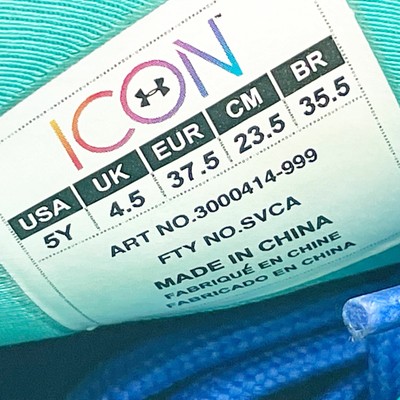 ICON™
USA UK EUR CM BR
5Y 4.5 37.5 23.5 35.5
ART NO.3000414-999
FTY NO.SVCA
MADE IN CHINA
FABRIQUÉ EN CHINE
FABRICADO EN CHINA